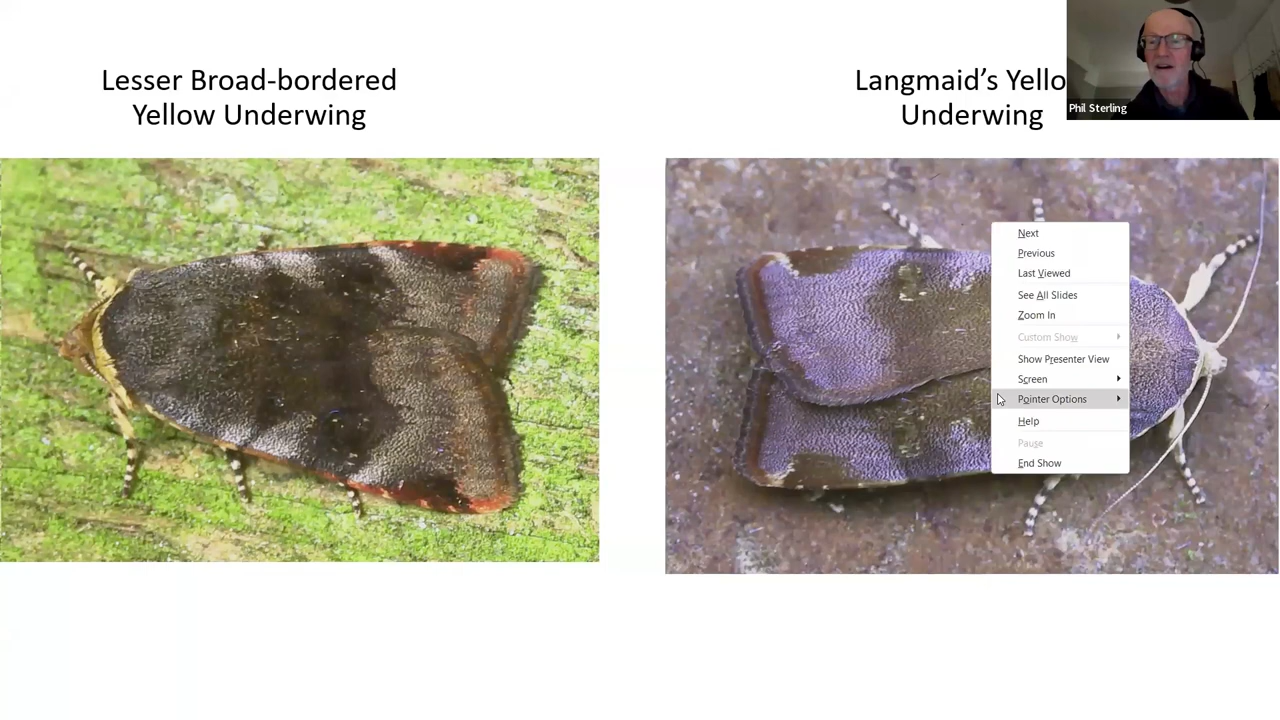 Lesser Broad-bordered
Yellow Underwing
Langmaid's Yello
Underwing
Phil Sterling
Next
Previous
Last Viewed
See All Slides
Zoom In
Custom Show
Show Presenter View
Screen
Pointer Options
Help
Pause
End Show